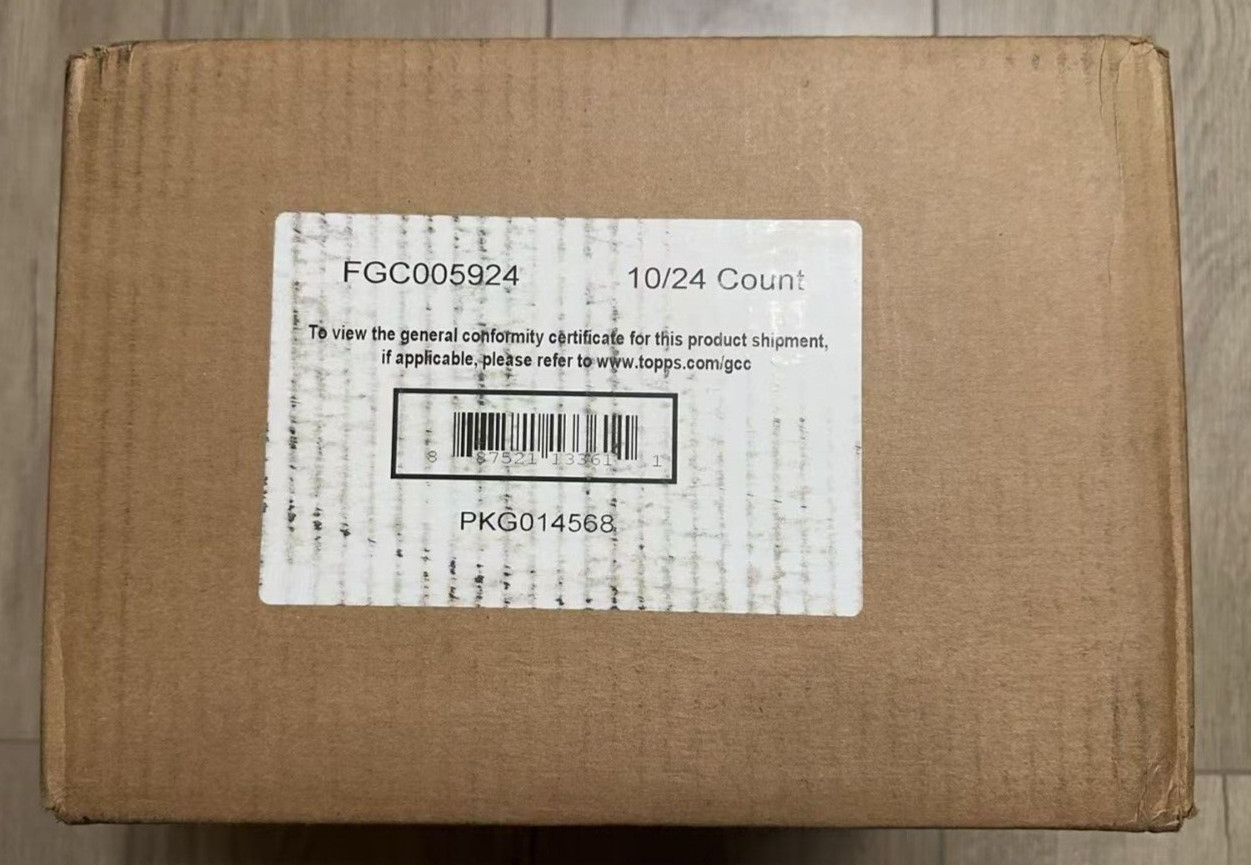 FGC005924 10/24 Count
To view the general conformity certificate for this product shipment,
if applicable, please refer to www.topps.com/gcc
8 87521 13361 1
PKG014568